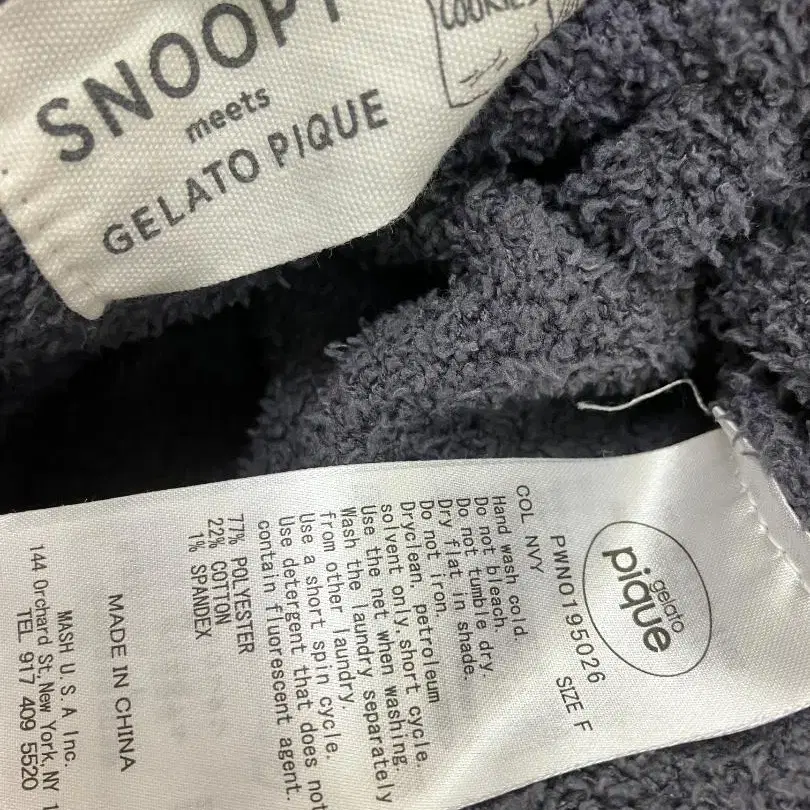 SNOOPY
meets
GELATO PIQUE
COOKIES
gelato
pique
PWNO195026 SIZE F
COL NVY
Hand wash cold.
Do not bleach.
Do not tumble dry.
Dry flat in shade.
Do not iron.
Dryclean, petroleum
solvent only. short cycle.
Use the net when washing.
Wash the laundry separately
from other laundry.
Use a short spin cycle.
Use detergent that does not
contain fluorescent agent.
77% POLYESTER
22% COTTON
1% SPANDEX
MADE IN CHINA
MASH U.S.A Inc.
144 Orchard St, New York, NY 1
TEL 917 409 5520